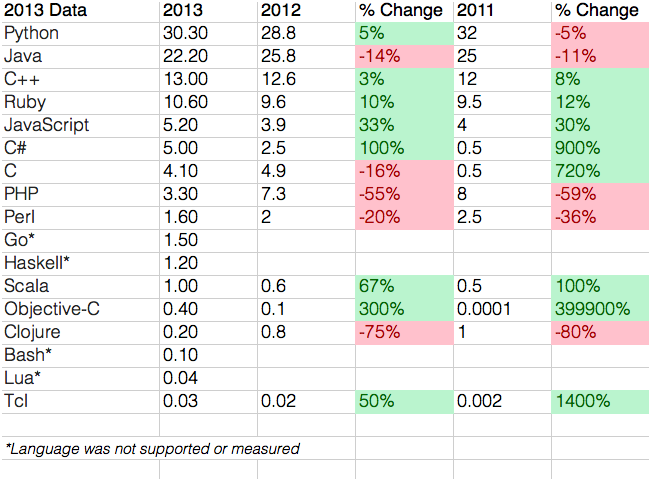 2013 Data 2013 2012 % Change 2011 % Change
Python 30.30 28.8 5% 32 -5%
Java 22.20 25.8 -14% 25 -11%
C++ 13.00 12.6 3% 12 8%
Ruby 10.60 9.6 10% 9.5 12%
JavaScript 5.20 3.9 33% 4 30%
C# 5.00 2.5 100% 0.5 900%
C 4.10 4.9 -16% 0.5 720%
PHP 3.30 7.3 -55% 8 -59%
Perl 1.60 2 -20% 2.5 -36%
Go* 1.50
Haskell* 1.20
Scala 1.00 0.6 67% 0.5 100%
Objective-C 0.40 0.1 300% 0.0001 399900%
Clojure 0.20 0.8 -75% 1 -80%
Bash* 0.10
Lua* 0.04
Tcl 0.03 0.02 50% 0.002 1400%
*Language was not supported or measured